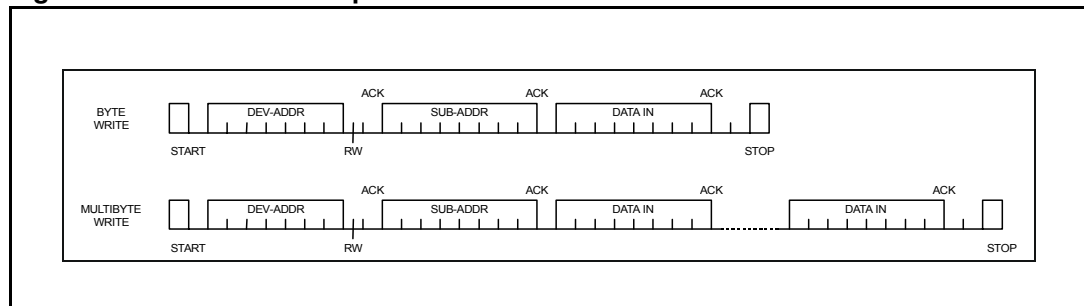 ACK ACK ACK
BYTE WRITE DEV-ADDR SUB-ADDR DATA IN
START RW STOP
ACK ACK ACK ACK
MULTIBYTE WRITE DEV-ADDR SUB-ADDR DATA IN DATA IN
START RW STOP